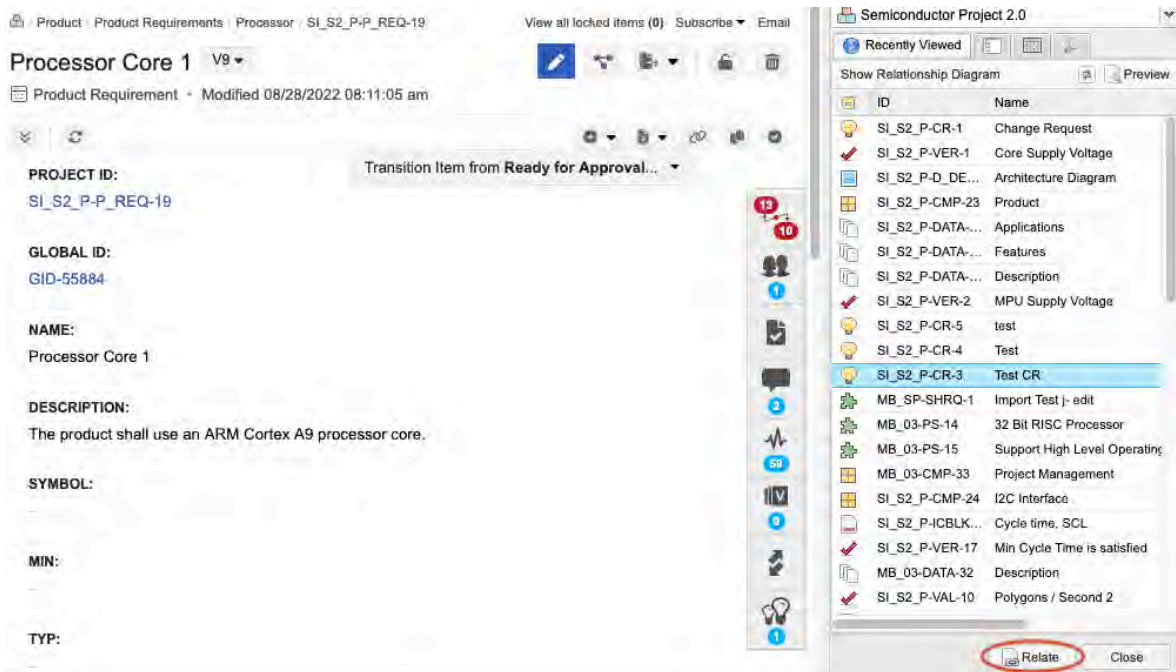 Product / Product Requirements / Processor / SI_S2_P-P_REQ-19
View all locked items (0) Subscribe Email
Processor Core 1 V9
Product Requirement • Modified 08/28/2022 08:11:05 am
Transition Item from Ready for Approval...
PROJECT ID:
SI_S2_P-P_REQ-19
GLOBAL ID:
GID-55884
NAME:
Processor Core 1
DESCRIPTION:
The product shall use an ARM Cortex A9 processor core.
SYMBOL:
--
MIN:
--
TYP:
--
13
10
1
2
59
V
9
1
Semiconductor Project 2.0
Recently Viewed
Show Relationship Diagram Preview
ID Name
SI_S2_P-CR-1 Change Request
SI_S2_P-VER-1 Core Supply Voltage
SI_S2_P-D_DE... Architecture Diagram
SI_S2_P-CMP-23 Product
SI_S2_P-DATA-... Applications
SI_S2_P-DATA-... Features
SI_S2_P-DATA-... Description
SI_S2_P-VER-2 MPU Supply Voltage
SI_S2_P-CR-5 test
SI_S2_P-CR-4 Test
SI_S2_P-CR-3 Test CR
MB_SP-SHRQ-1 Import Test j- edit
MB_03-PS-14 32 Bit RISC Processor
MB_03-PS-15 Support High Level Operating
MB_03-CMP-33 Project Management
SI_S2_P-CMP-24 I2C Interface
SI_S2_P-ICBLK... Cycle time, SCL
SI_S2_P-VER-17 Min Cycle Time is satisfied
MB_03-DATA-32 Description
SI_S2_P-VAL-10 Polygons / Second 2
Relate Close